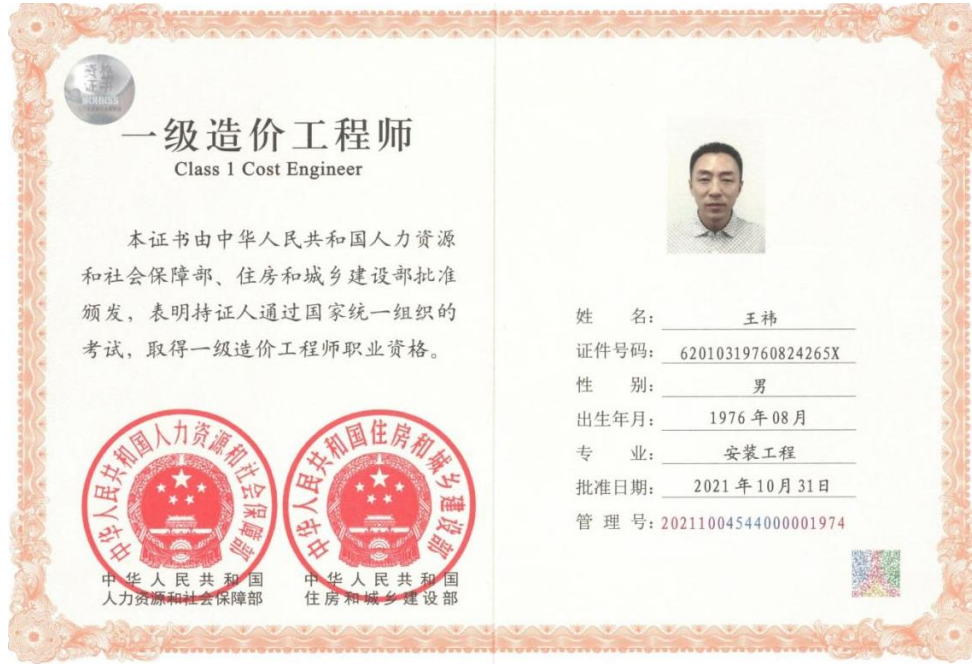 一级造价工程师
Class 1 Cost Engineer
本证书由中华人民共和国人力资源
和社会保障部、住房和城乡建设部批准
颁发，表明持证人通过国家统一组织的
考试，取得一级造价工程师职业资格。
中华人民共和国人力资源和社会保障部
中华人民共和国住房和城乡建设部
中华人民共和国
人力资源和社会保障部
中华人民共和国
住房和城乡建设部
姓 名：王祎
证件号码：62010319760824265X
性 别：男
出生年月：1976年08月
专 业：安装工程
批准日期：2021年10月31日
管 理 号：20211004544000001974